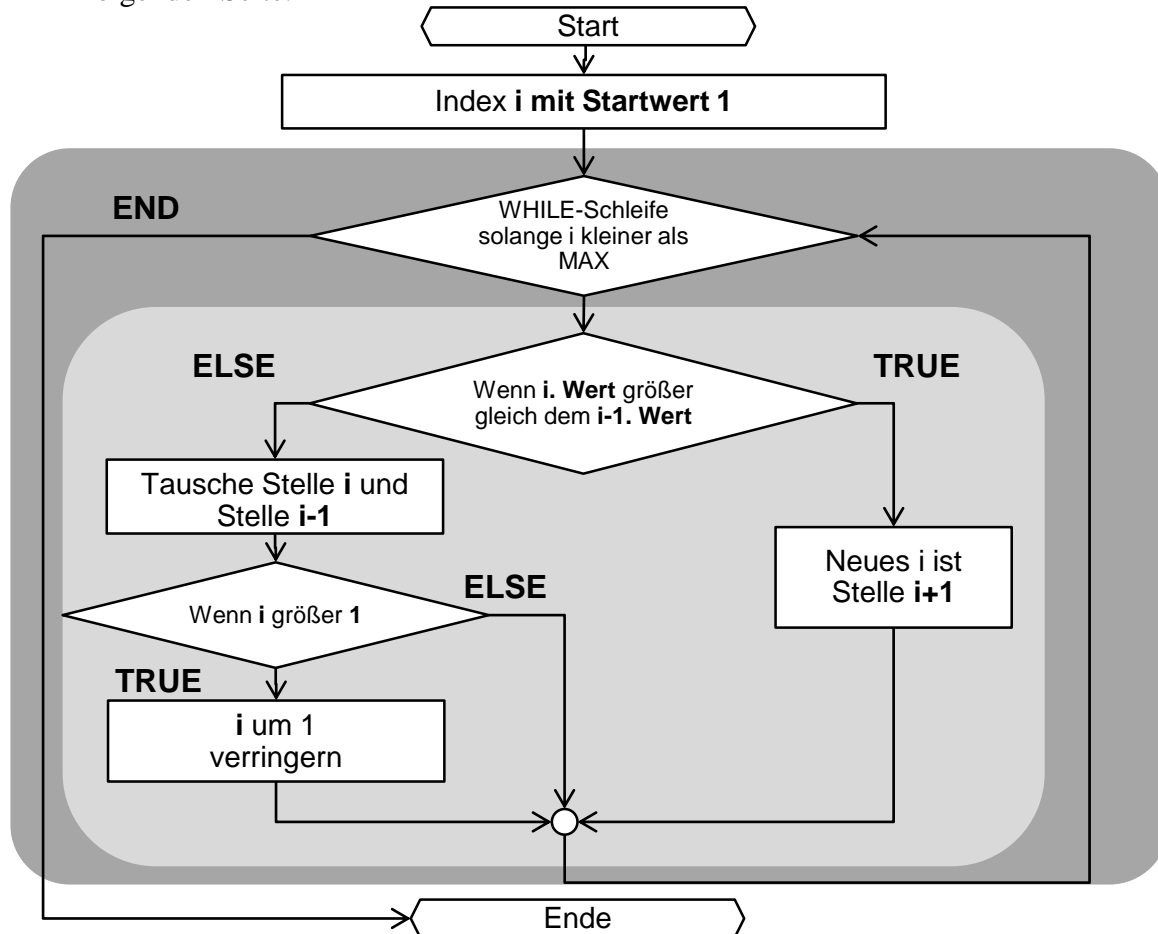 Start
Index i mit Startwert 1
END
WHILE-Schleife
solange i kleiner als
MAX
ELSE
TRUE
Wenn i. Wert größer
gleich dem i-1. Wert
Tausche Stelle i und
Stelle i-1
Neues i ist
Stelle i+1
ELSE
Wenn i größer 1
TRUE
i um 1
verringern
Ende